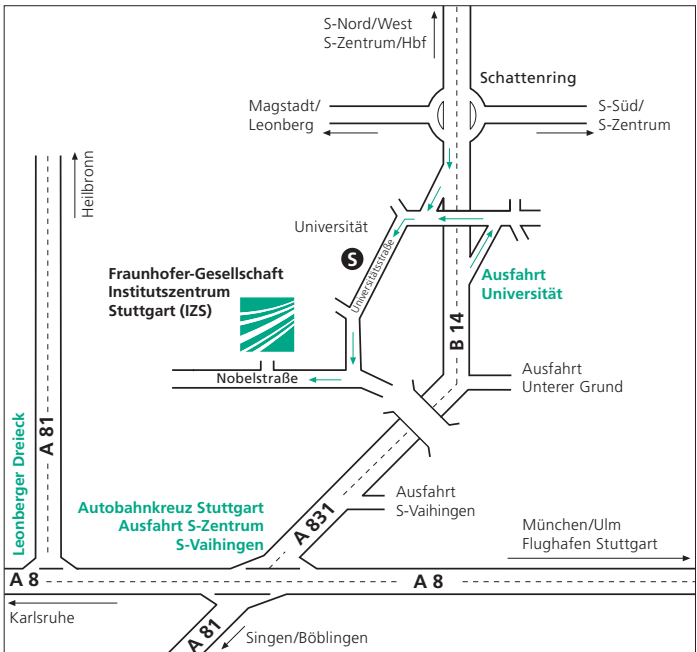 S-Nord/West
S-Zentrum/Hbf
Schattenring
Magstadt/
Leonberg
S-Süd/
S-Zentrum
Heilbronn
Universität
S
Universitätsstraße
Fraunhofer-Gesellschaft
Institutszentrum
Stuttgart (IZS)
Ausfahrt
Universität
B 14
Nobelstraße
Ausfahrt
Unterer Grund
Leonberger Dreieck
A 81
Autobahnkreuz Stuttgart
Ausfahrt S-Zentrum
S-Vaihingen
A 831
Ausfahrt
S-Vaihingen
München/Ulm
Flughafen Stuttgart
A 8
A 8
Karlsruhe
A 81
Singen/Böblingen